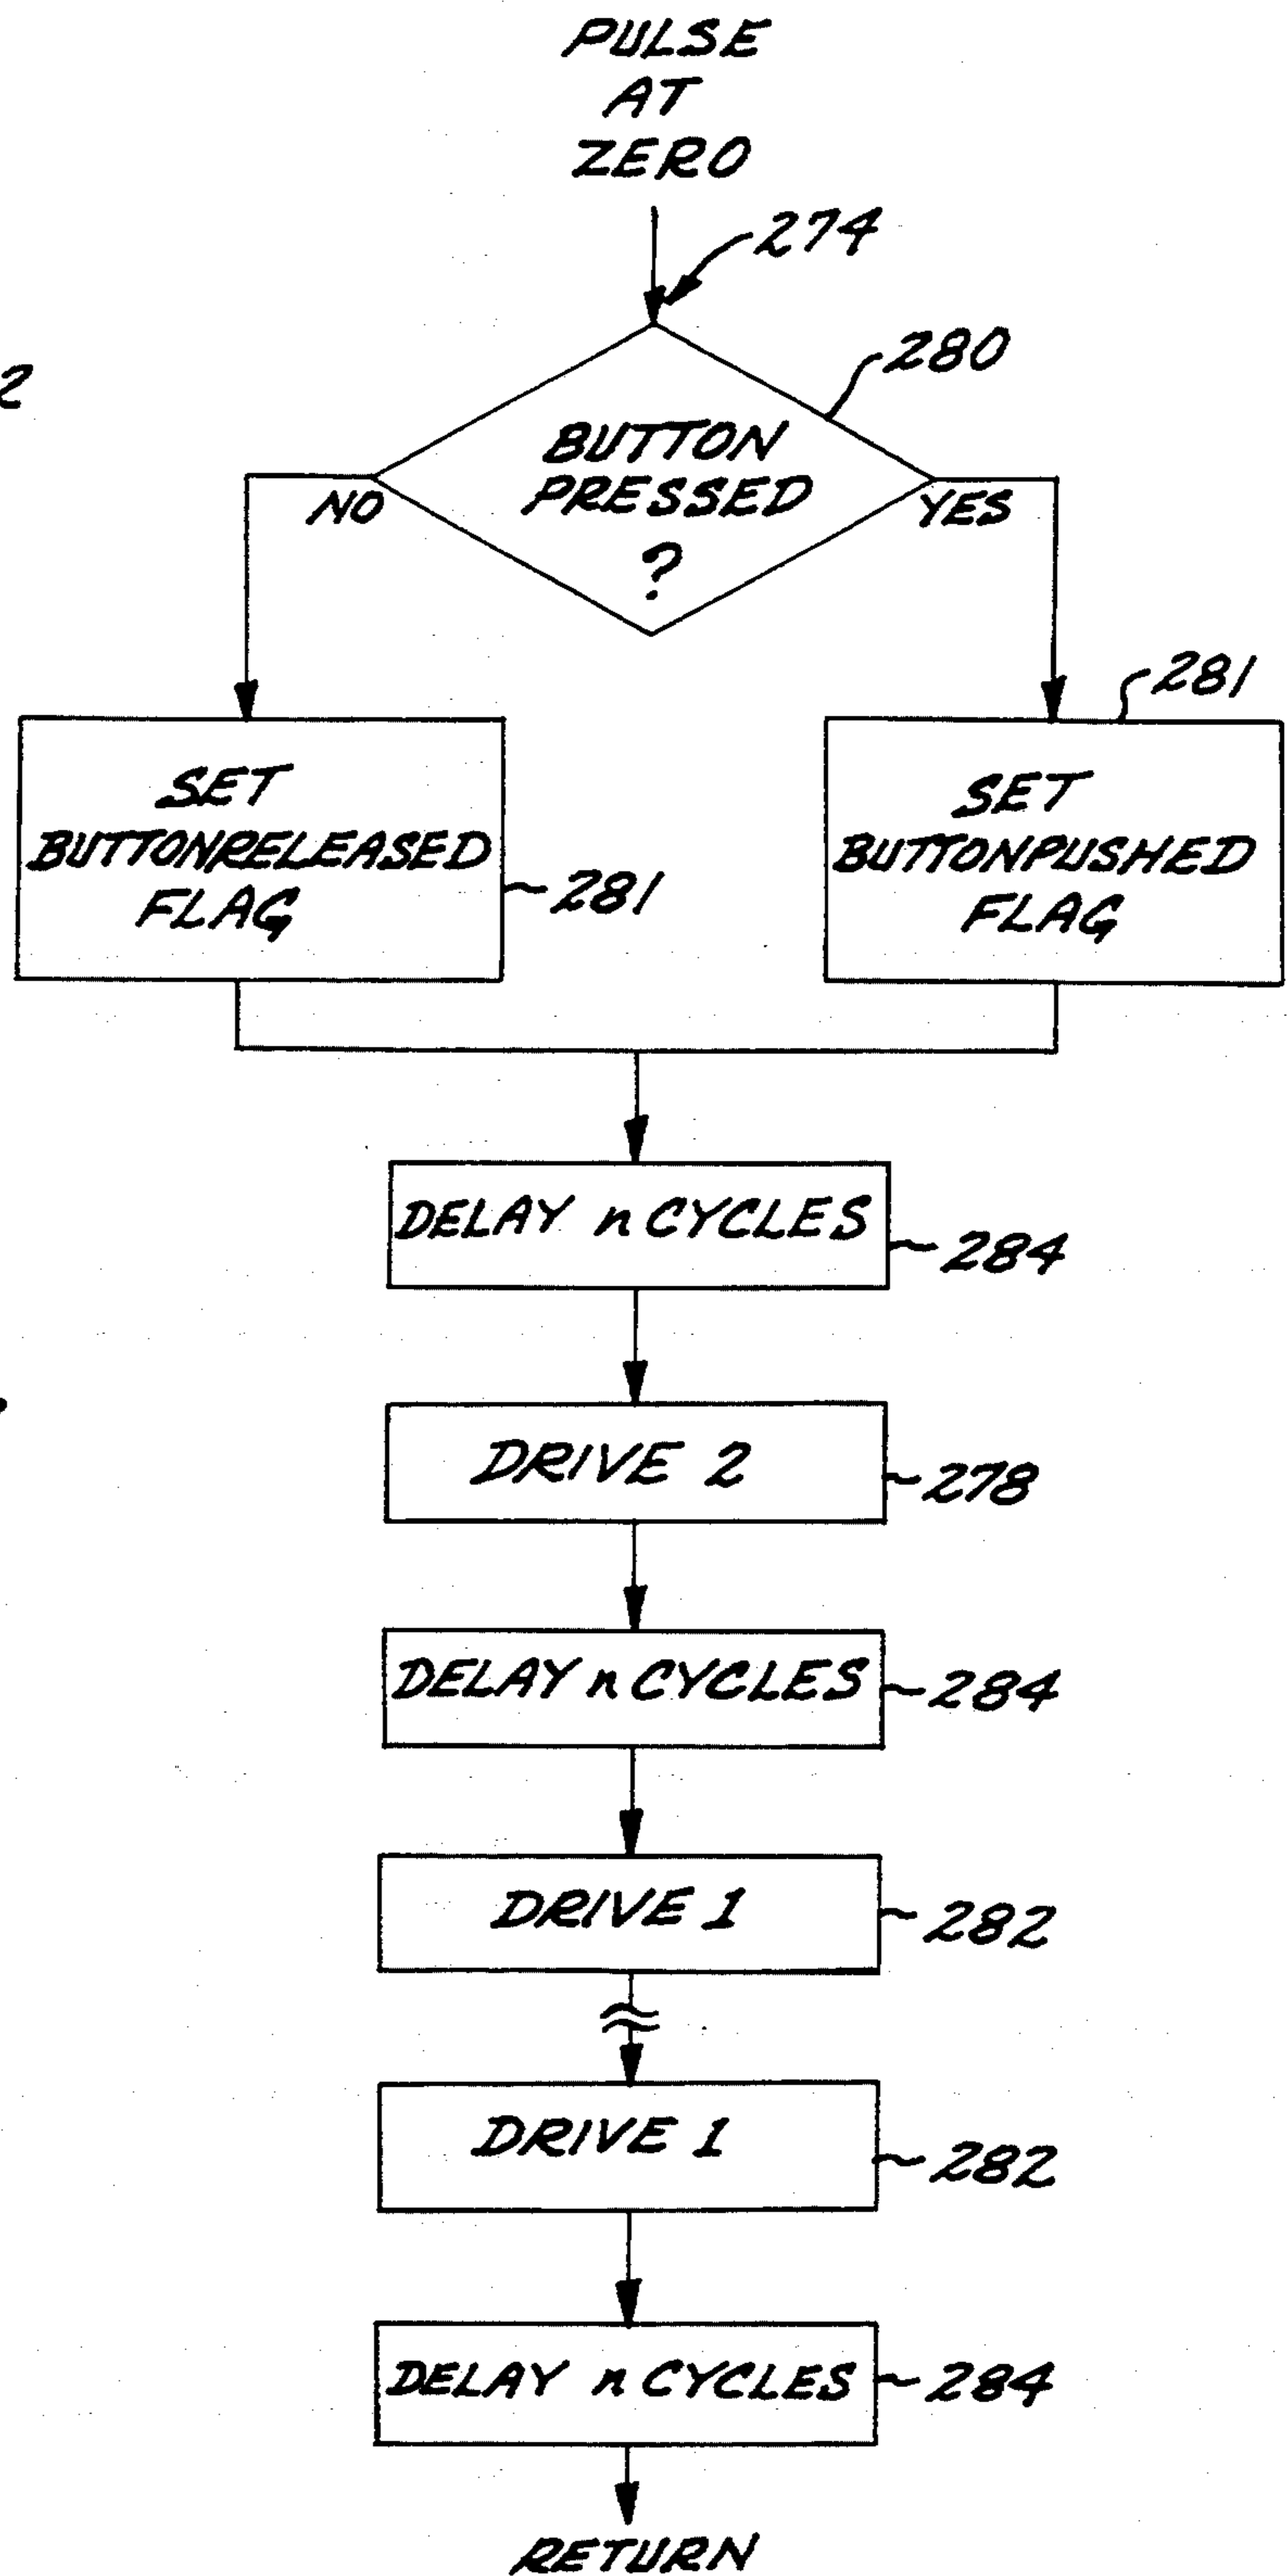 PULSE
AT
ZERO
274
280
2
BUTTON
PRESSED
?
NO
YES
281
SET
BUTTONRELEASED
FLAG
281
SET
BUTTONPUSHED
FLAG
DELAY n CYCLES
284
DRIVE 2
278
DELAY n CYCLES
284
DRIVE 1
282
DRIVE 1
282
DELAY n CYCLES
284
RETURN